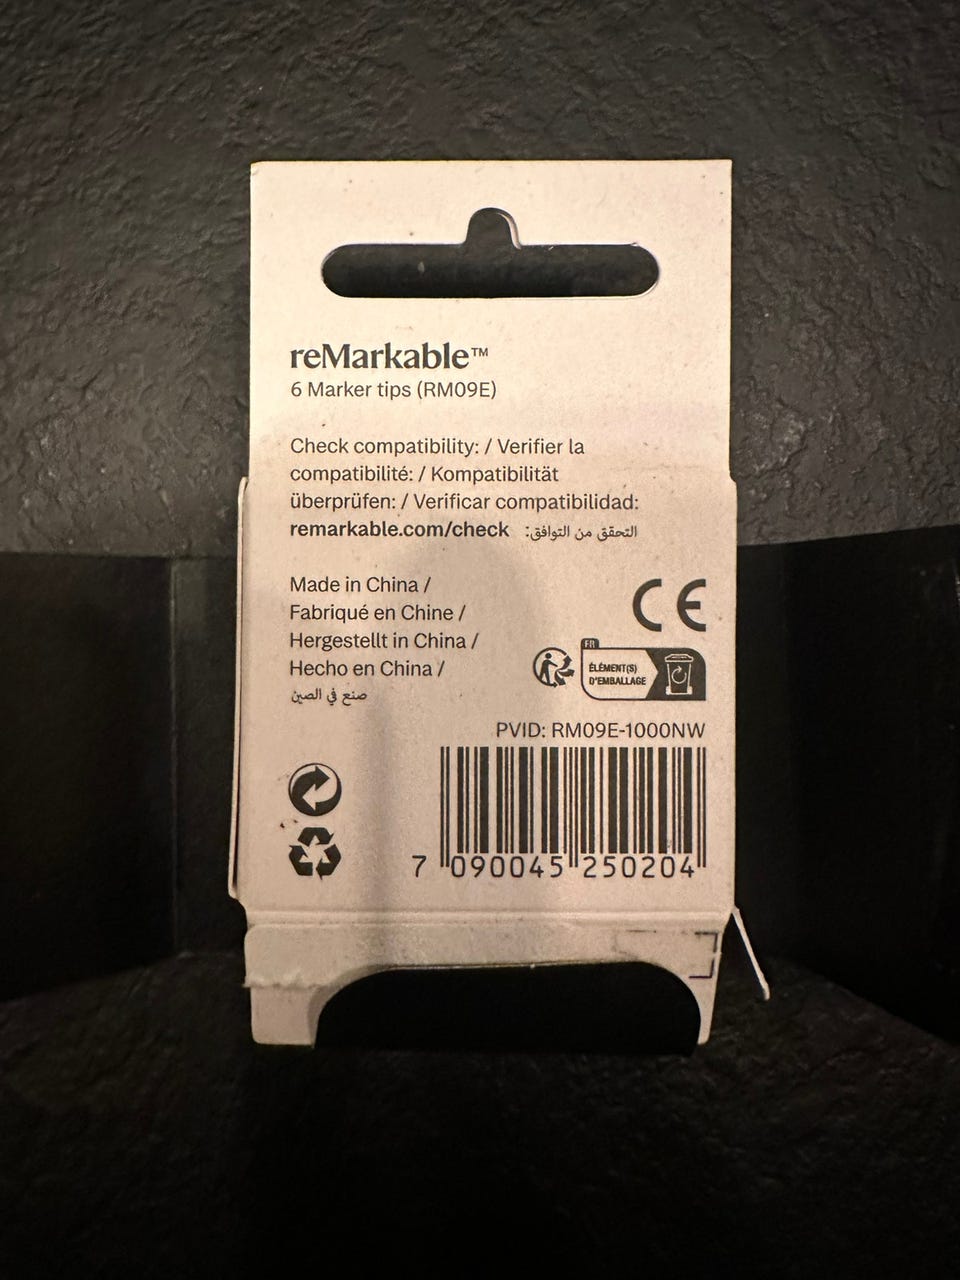 reMarkable™
6 Marker tips (RM09E)
Check compatibility: / Verifier la
compatibilité: / Kompatibilität
überprüfen: / Verificar compatibilidad:
remarkable.com/check التحقق من التوافق:
Made in China /
Fabriqué en Chine /
Hergestellt in China /
Hecho en China /
صنع في الصين
CE
FR
ÉLÉMENT(S)
D'EMBALLAGE
PVID: RM09E-1000NW
7 090045 250204